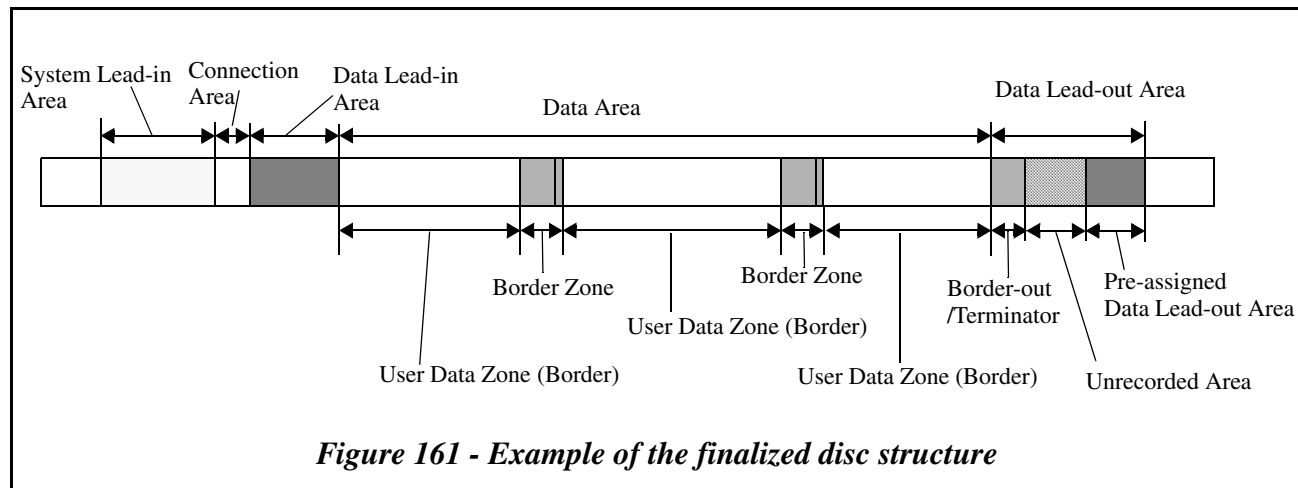 System Lead-in
Area
Connection
Area
Data Lead-in
Area
Data Area
Data Lead-out Area
Border Zone
Border Zone
Border-out
/Terminator
Pre-assigned
Data Lead-out Area
User Data Zone (Border)
User Data Zone (Border)
User Data Zone (Border)
Unrecorded Area
Figure 161 - Example of the finalized disc structure